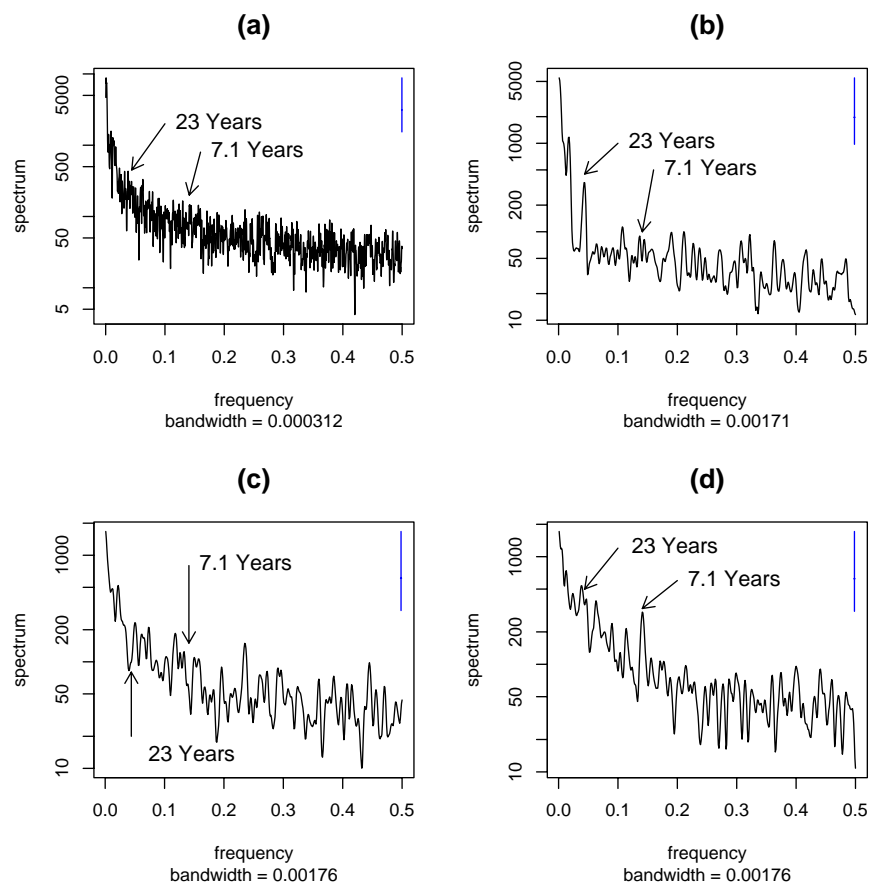 (a)
spectrum
5000
500
50
5
23 Years
7.1 Years
0.0 0.1 0.2 0.3 0.4 0.5
frequency
bandwidth = 0.000312
(b)
spectrum
5000
1000
200
50
10
23 Years
7.1 Years
0.0 0.1 0.2 0.3 0.4 0.5
frequency
bandwidth = 0.00171
(c)
spectrum
1000
200
50
10
7.1 Years
23 Years
0.0 0.1 0.2 0.3 0.4 0.5
frequency
bandwidth = 0.00176
(d)
spectrum
1000
200
50
10
23 Years
7.1 Years
0.0 0.1 0.2 0.3 0.4 0.5
frequency
bandwidth = 0.00176